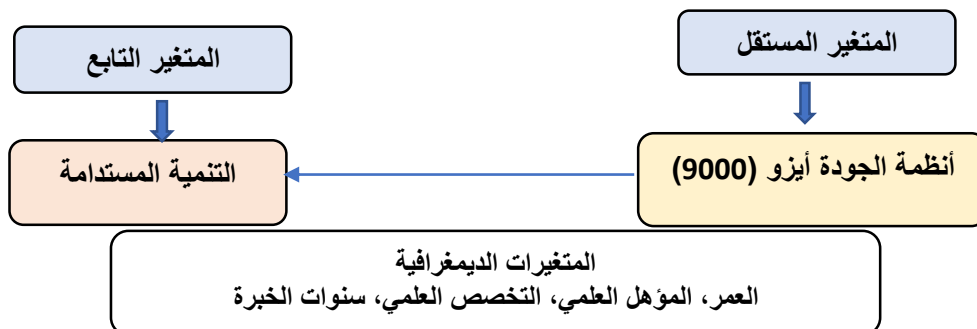 المتغير المستقل
المتغير التابع
أنظمة الجودة أيزو (9000)
التنمية المستدامة
المتغيرات الديمغرافية
العمر، المؤهل العلمي، التخصص العلمي، سنوات الخبرة